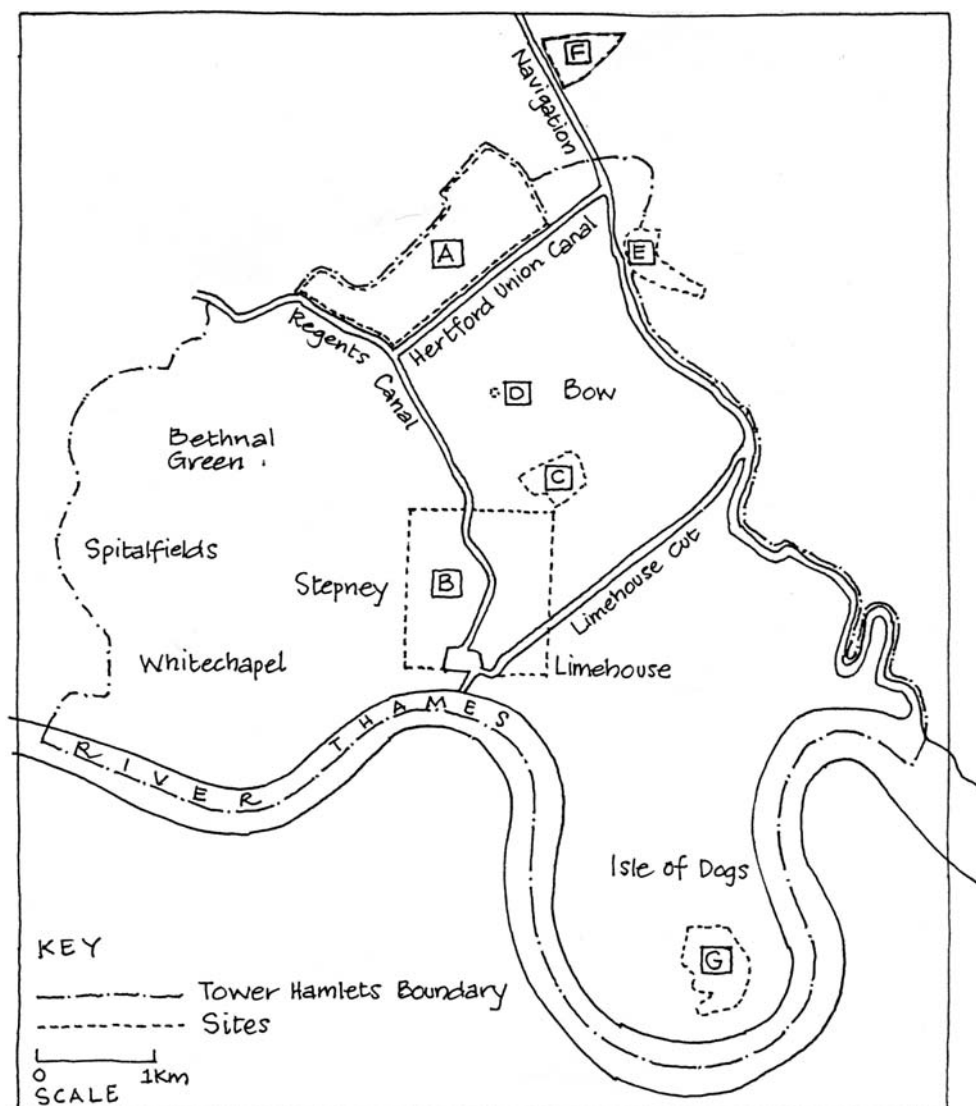 F
Navigation
A
E
Hertford Union Canal
Regents
Canal
D
Bow
Bethnal
Green
C
Spitalfields
Stepney
B
Limehouse Cut
Whitechapel
Limehouse
RIVER THAMES
Isle of Dogs
G
KEY
Tower Hamlets Boundary
Sites
0 1Km
SCALE